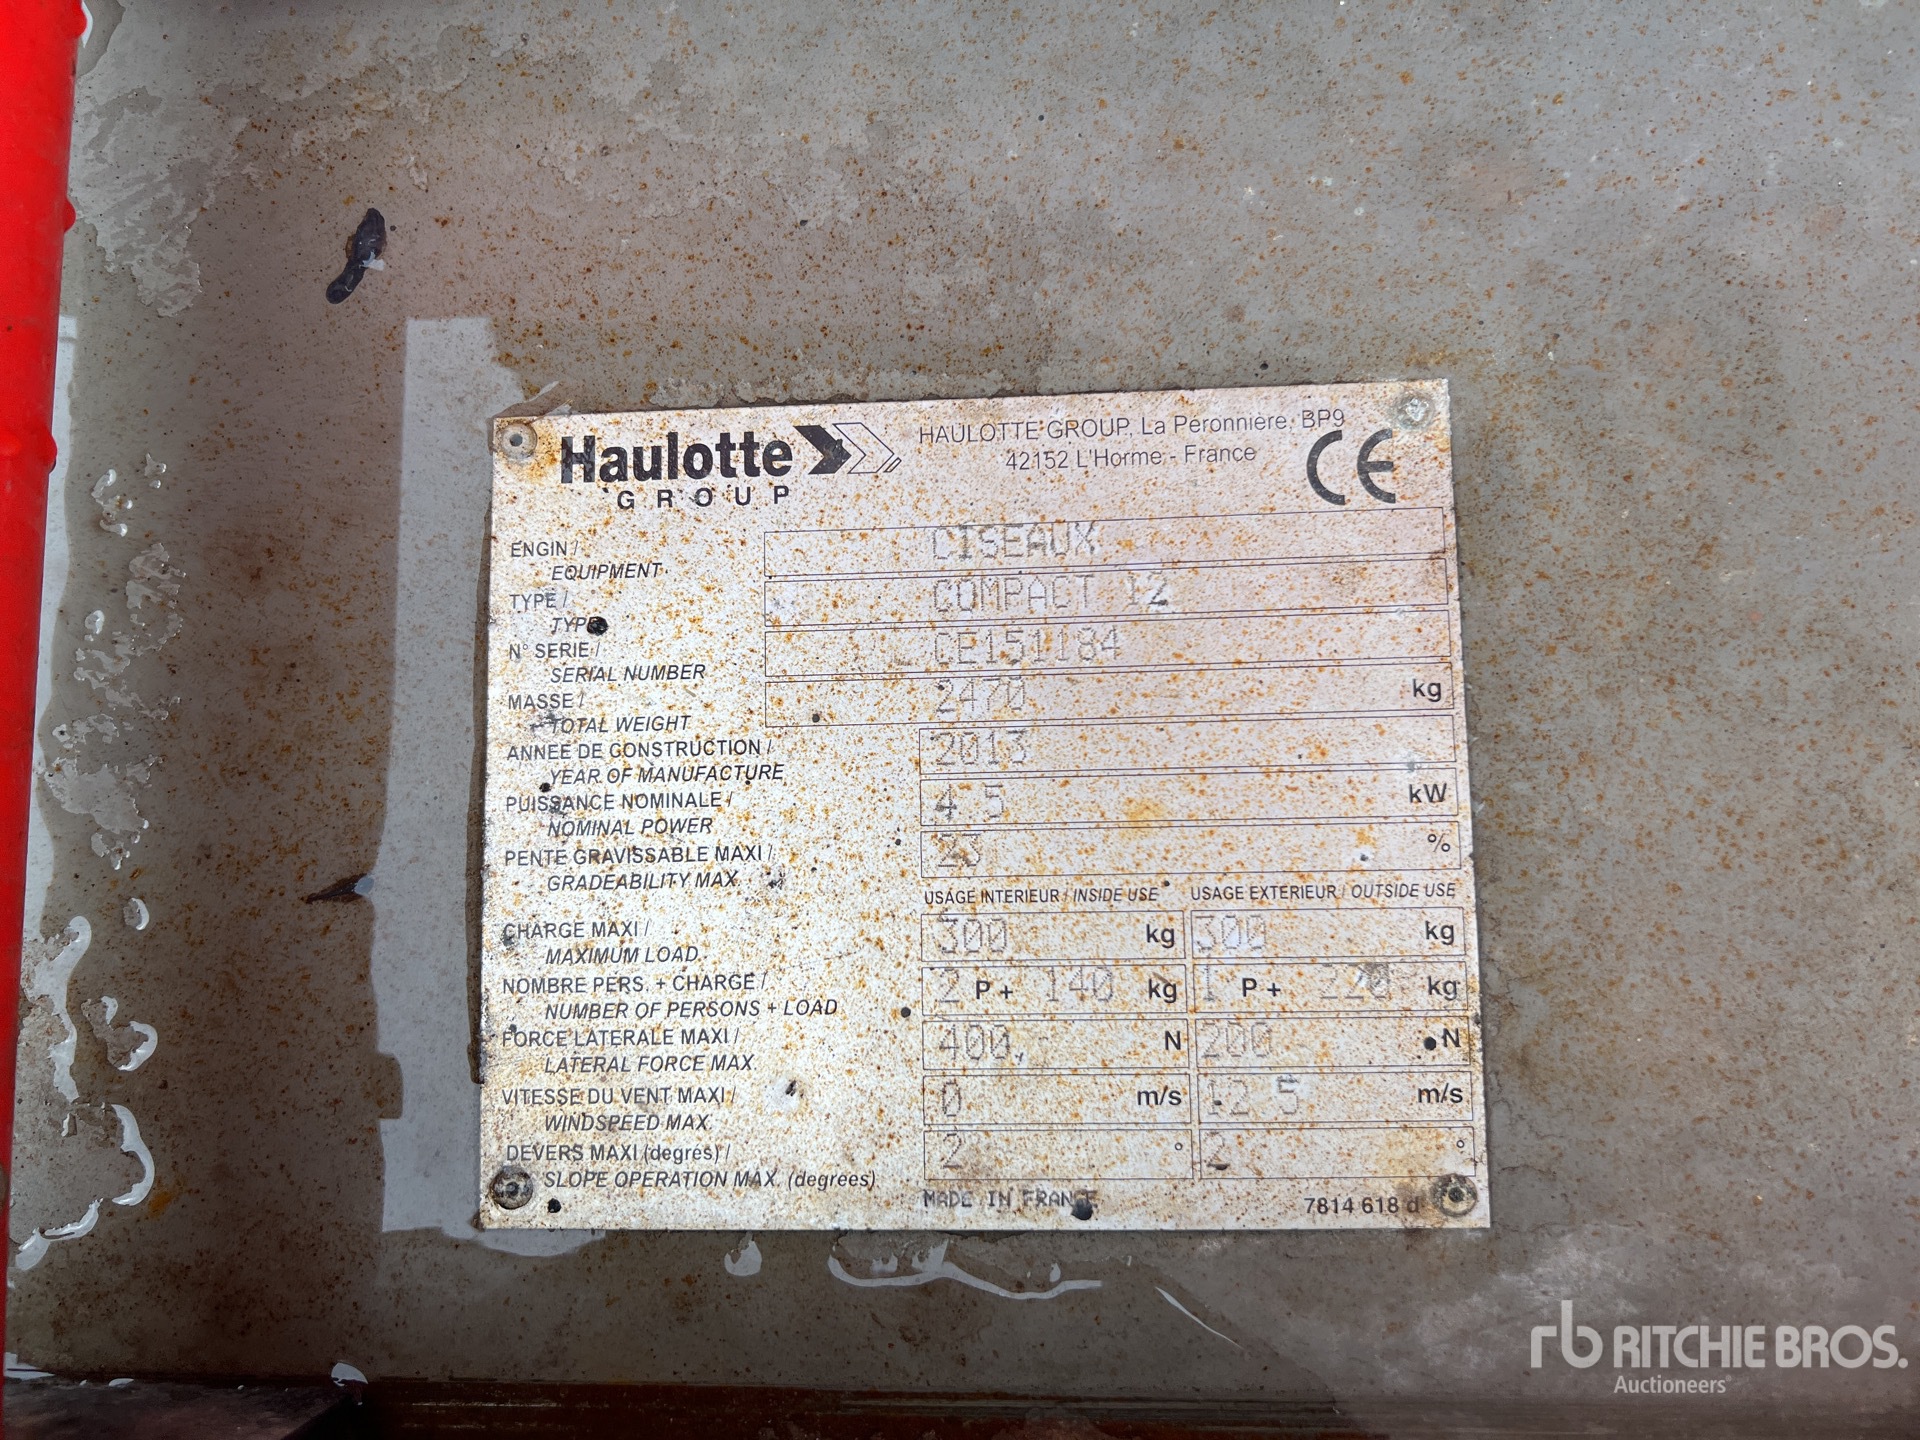 Haulotte
GROUP
HAULOTTE GROUP, La Peronnière, BP9
42152 L'Horme - France
CE
ENGIN / CISEAUX
EQUIPMENT
TYPE / COMPACT 12
TYPE
N° SERIE / CE151184
SERIAL NUMBER
MASSE / 2470 kg
TOTAL WEIGHT
ANNEE DE CONSTRUCTION / 2013
YEAR OF MANUFACTURE
PUISSANCE NOMINALE / 4 5 kW
NOMINAL POWER
PENTE GRAVISSABLE MAXI / 23 %
GRADEABILITY MAX.
USAGE INTERIEUR / INSIDE USE USAGE EXTERIEUR / OUTSIDE USE
CHARGE MAXI / 300 kg 300 kg
MAXIMUM LOAD
NOMBRE PERS. + CHARGE / 2 P + 140 kg 1 P + 220 kg
NUMBER OF PERSONS + LOAD
FORCE LATERALE MAXI / 400, N 200 N
LATERAL FORCE MAX.
VITESSE DU VENT MAXI / 0 m/s 12 5 m/s
WINDSPEED MAX.
DEVERS MAXI (degrés) / 2 ° 2 °
SLOPE OPERATION MAX. (degrees)
MADE IN FRANCE 7814 618 d
rb RITCHIE BROS.
Auctioneers